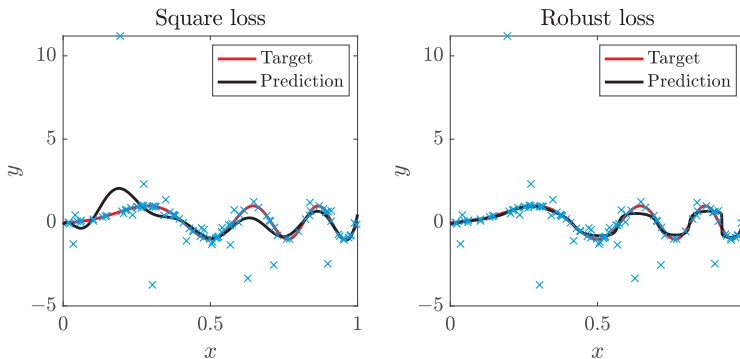 Square loss
10
5
0
−5
y
0
0.5
1
x
Target
Prediction
Robust loss
10
5
0
−5
y
0
0.5
x
Target
Prediction